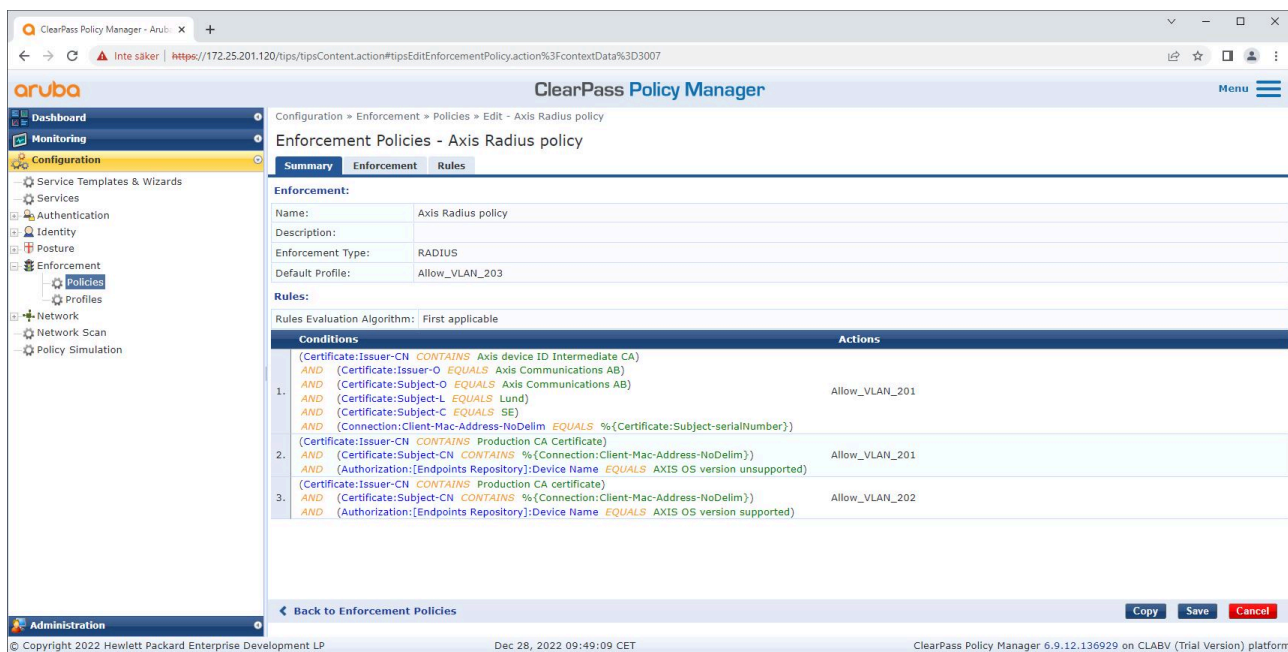 ClearPass Policy Manager - Arub
Inte säker | https://172.25.201.120/tips/tipsContent.action#tipsEditEnforcementPolicy.action%3FcontextData%3D3007
aruba
ClearPass Policy Manager
Menu
Dashboard
Monitoring
Configuration
Service Templates & Wizards
Services
Authentication
Identity
Posture
Enforcement
Policies
Profiles
Network
Network Scan
Policy Simulation
Administration
Configuration » Enforcement » Policies » Edit - Axis Radius policy
Enforcement Policies - Axis Radius policy
Summary Enforcement Rules
Enforcement:
Name: Axis Radius policy
Description:
Enforcement Type: RADIUS
Default Profile: Allow_VLAN_203
Rules:
Rules Evaluation Algorithm: First applicable
Conditions Actions
(Certificate:Issuer-CN CONTAINS Axis device ID Intermediate CA)
AND (Certificate:Issuer-O EQUALS Axis Communications AB)
AND (Certificate:Subject-O EQUALS Axis Communications AB)
1. AND (Certificate:Subject-L EQUALS Lund) Allow_VLAN_201
AND (Certificate:Subject-C EQUALS SE)
AND (Connection:Client-Mac-Address-NoDelim EQUALS %{Certificate:Subject-serialNumber})
(Certificate:Issuer-CN CONTAINS Production CA Certificate)
2. AND (Certificate:Subject-CN CONTAINS %{Connection:Client-Mac-Address-NoDelim}) Allow_VLAN_201
AND (Authorization:[Endpoints Repository]:Device Name EQUALS AXIS OS version unsupported)
(Certificate:Issuer-CN CONTAINS Production CA certificate)
3. AND (Certificate:Subject-CN CONTAINS %{Connection:Client-Mac-Address-NoDelim}) Allow_VLAN_202
AND (Authorization:[Endpoints Repository]:Device Name EQUALS AXIS OS version supported)
Back to Enforcement Policies Copy Save Cancel
© Copyright 2022 Hewlett Packard Enterprise Development LP Dec 28, 2022 09:49:09 CET ClearPass Policy Manager 6.9.12.136929 on CLABV (Trial Version) platform